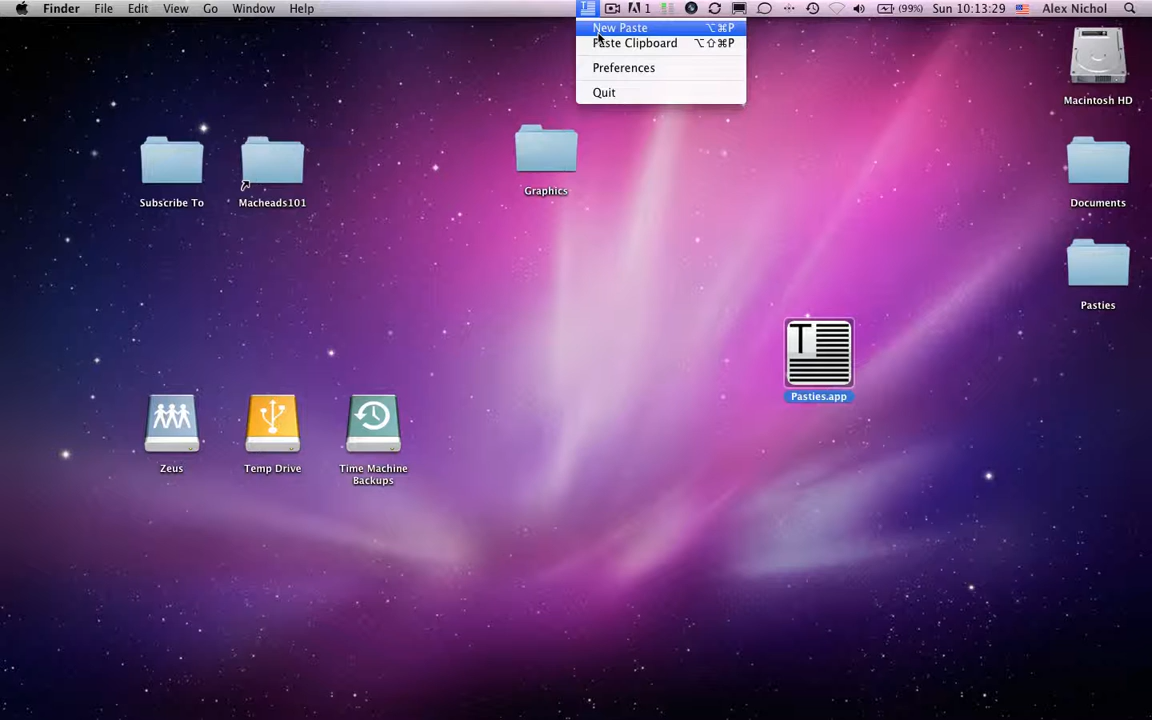 Finder File Edit View Go Window Help
1 (99%) Sun 10:13:29 Alex Nichol
New Paste ⌥⌘P
Paste Clipboard ⌥⇧⌘P
Preferences
Quit
Macintosh HD
Subscribe To
Macheads101
Graphics
Documents
Pasties
T
Pasties.app
Zeus
Temp Drive
Time Machine
Backups